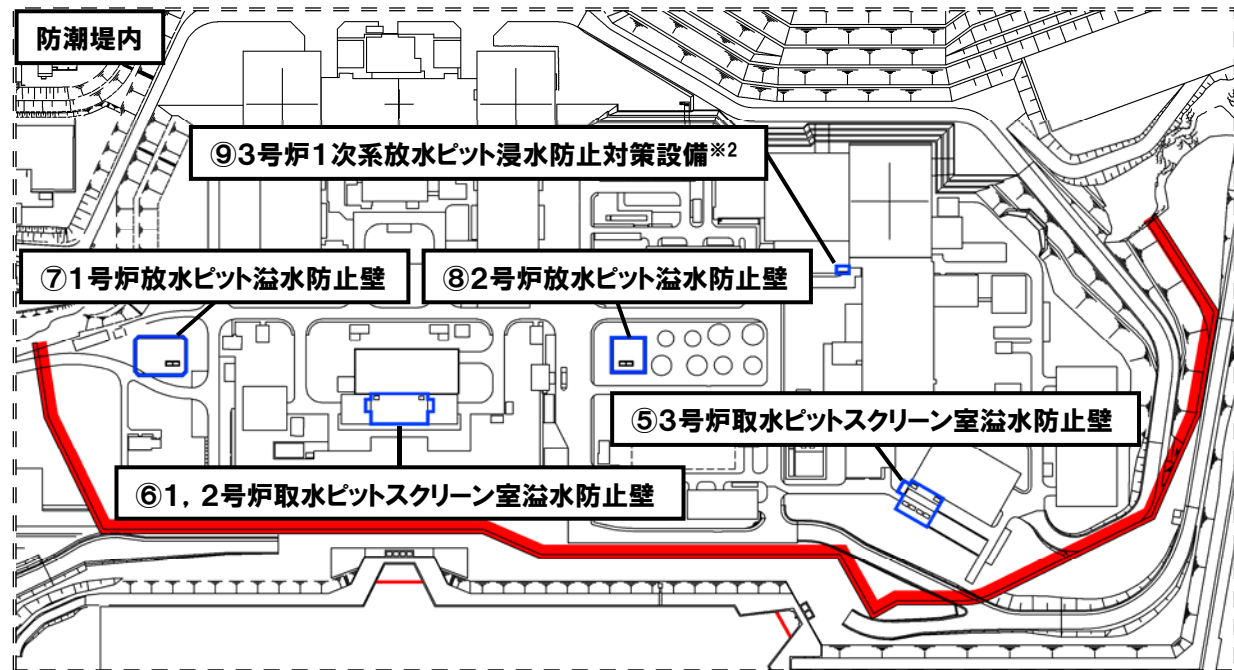 防潮堤内
⑨3号炉1次系放水ピット浸水防止対策設備※2
⑦1号炉放水ピット溢水防止壁
⑧2号炉放水ピット溢水防止壁
⑤3号炉取水ピットスクリーン室溢水防止壁
⑥1，2号炉取水ピットスクリーン室溢水防止壁